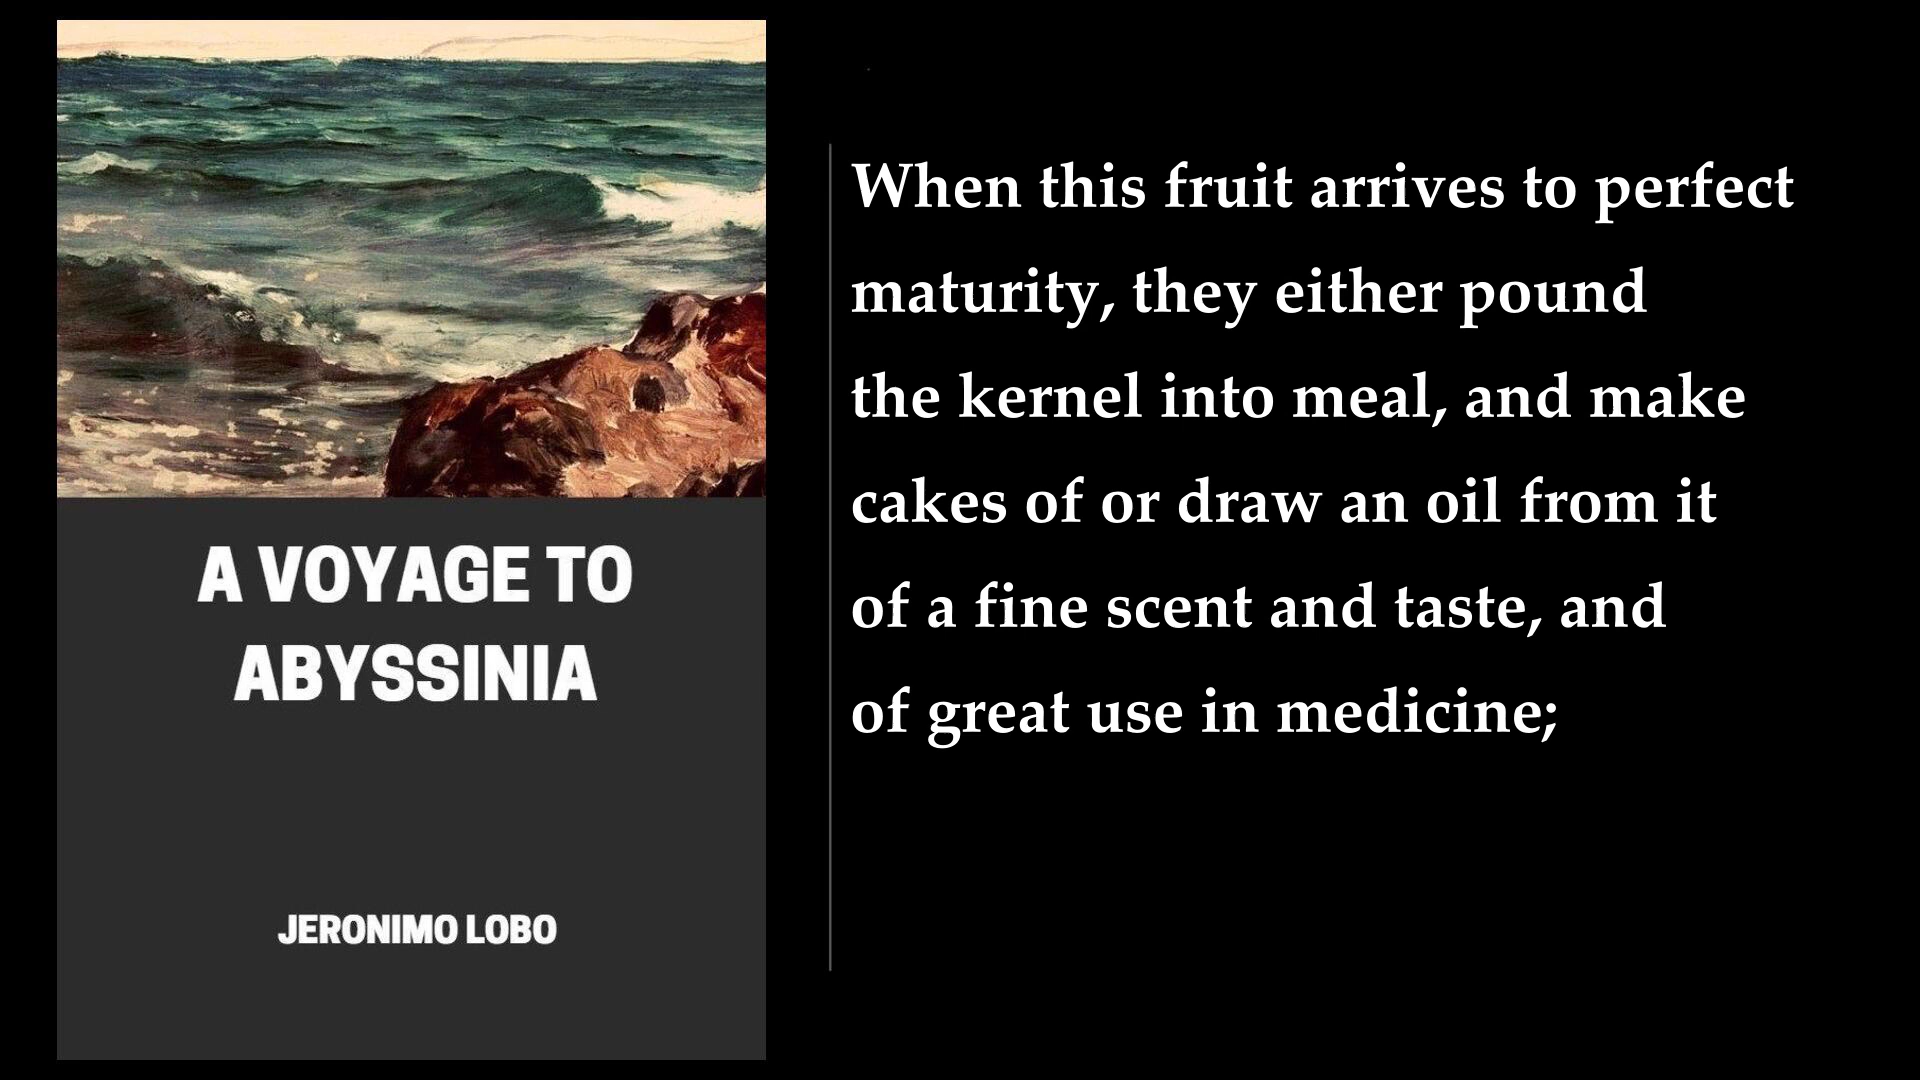 A VOYAGE TO
ABYSSINIA
JERONIMO LOBO
When this fruit arrives to perfect
maturity, they either pound
the kernel into meal, and make
cakes of or draw an oil from it
of a fine scent and taste, and
of great use in medicine;